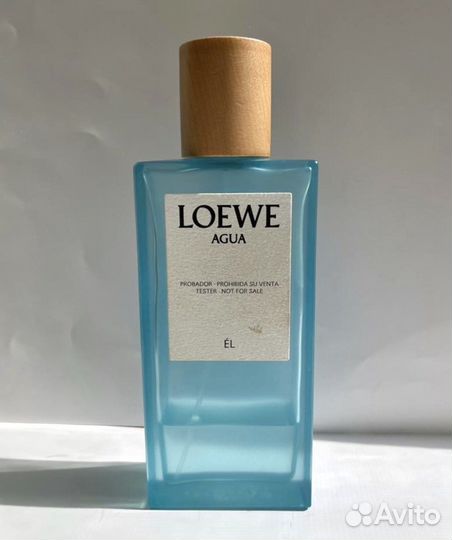 LOEWE
AGUA
PROBADOR · PROHIBIDA SU VENTA
TESTER · NOT FOR SALE
ÉL
Avito